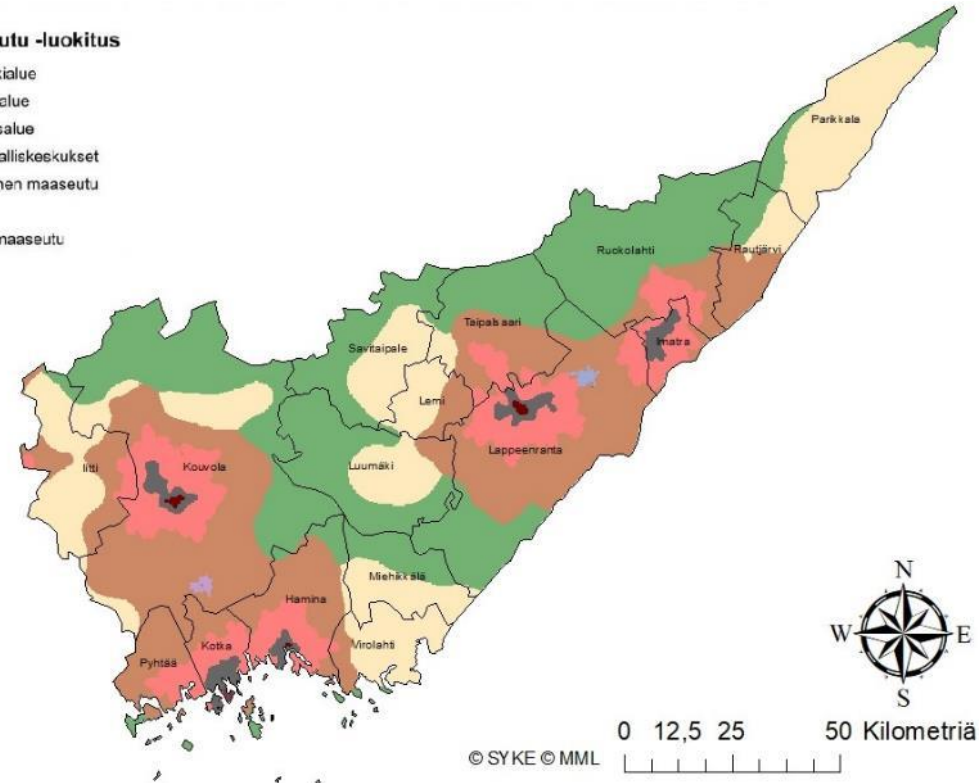 utu -luokitus
alue
alue
salue
alliskeskukset
nen maaseutu
maaseutu
Parikkala
Ruokolahti
Rautjärvi
Taipalsaari
Savitaipale
Imatra
Lemi
Lappeenranta
Luumäki
Iitti
Kouvola
Miehikkälä
Hamina
Virolahti
Kotka
Pyhtää
N
W E
S
0 12,5 25 50 Kilometriä
© SYKE © MML